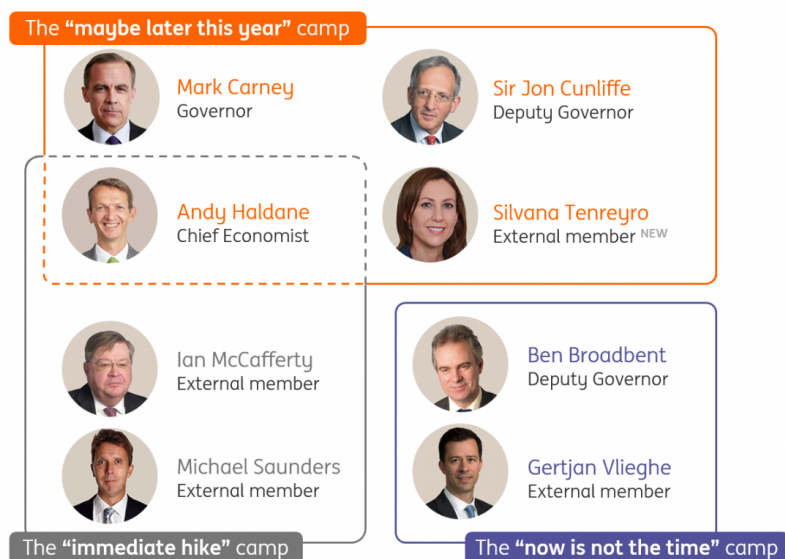 The “maybe later this year” camp
Mark Carney
Governor
Sir Jon Cunliffe
Deputy Governor
Andy Haldane
Chief Economist
Silvana Tenreyro
External member NEW
Ian McCafferty
External member
Ben Broadbent
Deputy Governor
Michael Saunders
External member
Gertjan Vlieghe
External member
The “immediate hike” camp
The “now is not the time” camp